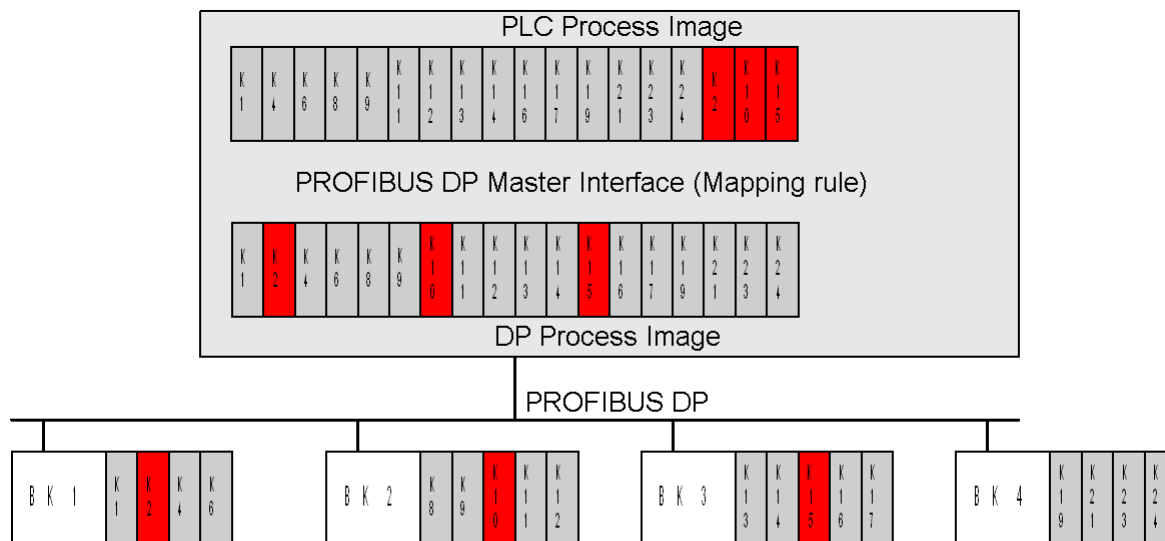 PLC Process Image
K1 K4 K6 K8 K9 K11 K12 K13 K14 K16 K17 K19 K21 K23 K24 K2 K10 K15
PROFIBUS DP Master Interface (Mapping rule)
K1 K2 K4 K6 K8 K9 K10 K11 K12 K13 K14 K15 K16 K17 K19 K21 K23 K24
DP Process Image
PROFIBUS DP
BK 1 K1 K2 K4 K6 BK 2 K8 K9 K10 K11 K12 BK 3 K13 K14 K15 K16 K17 BK 4 K19 K21 K23 K24